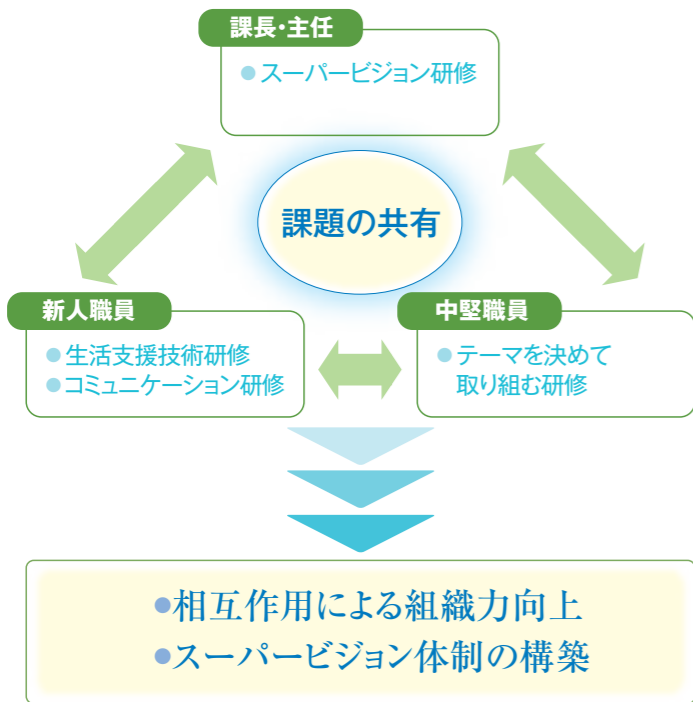 課長・主任
●スーパービジョン研修
課題の共有
新人職員
●生活支援技術研修
●コミュニケーション研修
中堅職員
●テーマを決めて
取り組む研修
●相互作用による組織力向上
●スーパービジョン体制の構築